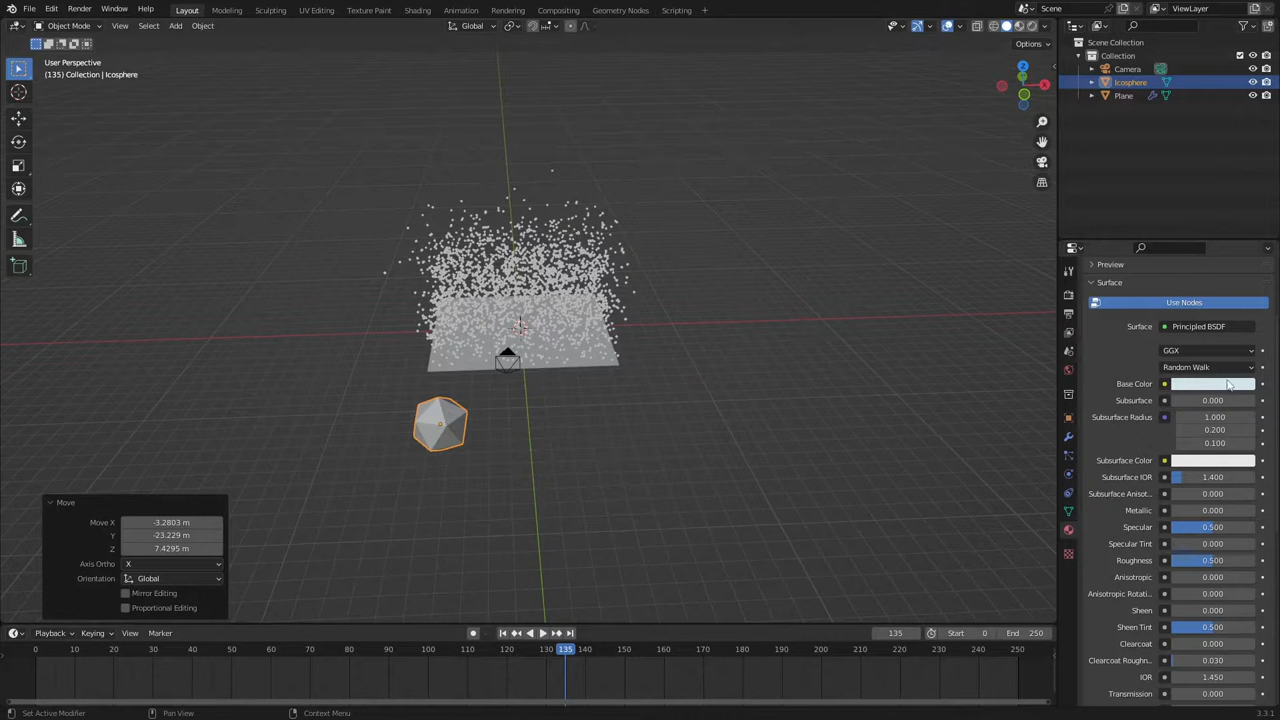 File Edit Render Window Help Layout Modeling Sculpting UV Editing Texture Paint Shading Animation Rendering Compositing Geometry Nodes Scripting + Scene ViewLayer
Object Mode View Select Add Object Global
Options
User Perspective
(135) Collection | Icosphere
Z
X
Scene Collection
Collection
Camera
Icosphere
Plane
Preview
Surface
Use Nodes
Surface Principled BSDF
GGX
Random Walk
Base Color
Subsurface 0.000
Subsurface Radius 1.000
0.200
0.100
Subsurface Color
Subsurface IOR 1.400
Subsurface Anisot... 0.000
Metallic 0.000
Specular 0.500
Specular Tint 0.000
Roughness 0.500
Anisotropic 0.000
Anisotropic Rotati... 0.000
Sheen 0.000
Sheen Tint 0.500
Clearcoat 0.000
Clearcoat Roughn... 0.030
IOR 1.450
Transmission 0.000
Move
Move X -3.2803 m
Y -23.229 m
Z 7.4295 m
Axis Ortho X
Orientation Global
Mirror Editing
Proportional Editing
Playback Keying View Marker 135 Start 0 End 250
0 10 20 30 40 50 60 70 80 90 100 110 120 130 135 140 150 160 170 180 190 200 210 220 230 240 250
Set Active Modifier Pan View Context Menu 3.3.1